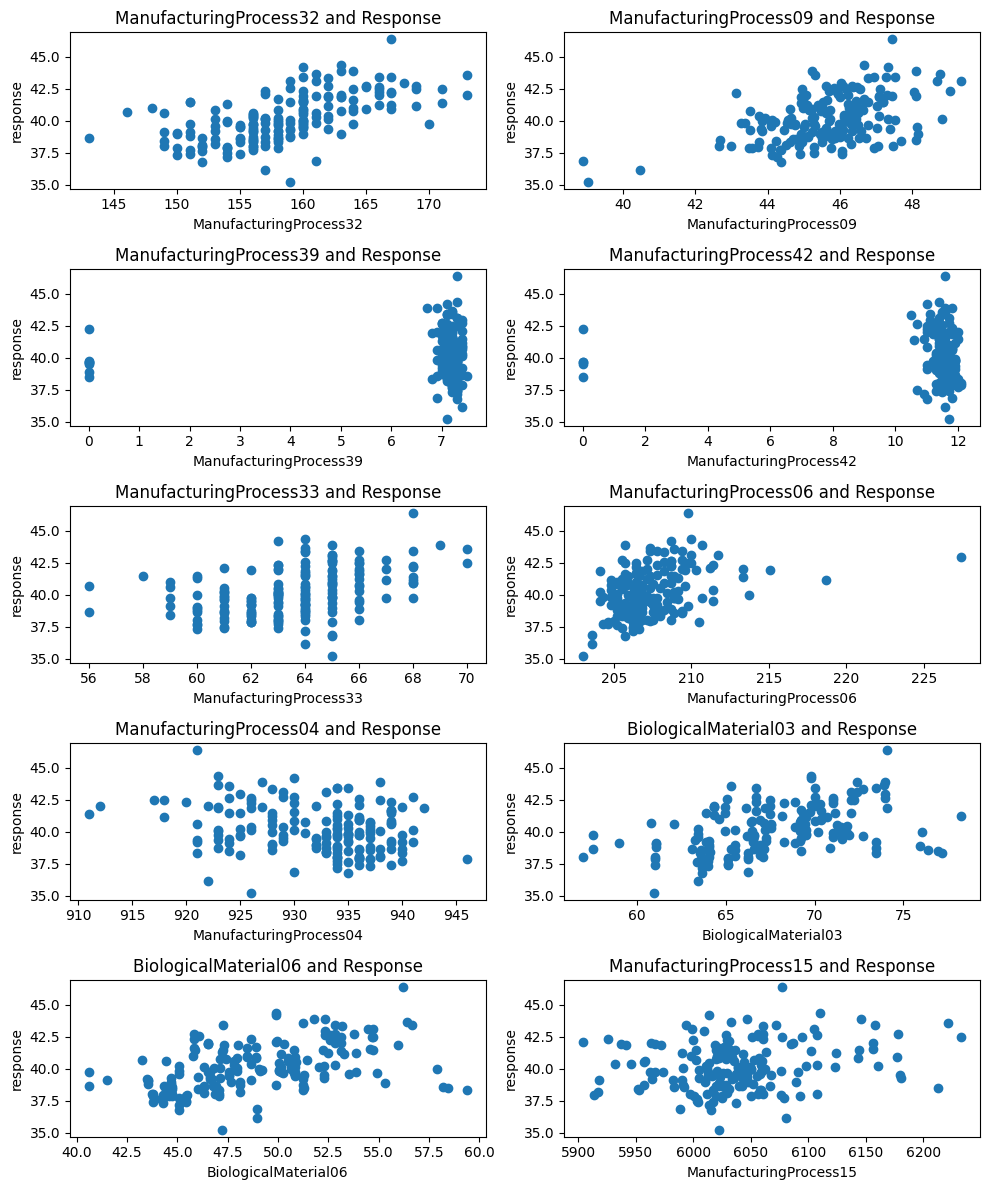 ManufacturingProcess32 and Response
response
45.0
42.5
40.0
37.5
35.0
145 150 155 160 165 170
ManufacturingProcess32
ManufacturingProcess09 and Response
response
45.0
42.5
40.0
37.5
35.0
40 42 44 46 48
ManufacturingProcess09
ManufacturingProcess39 and Response
response
45.0
42.5
40.0
37.5
35.0
0 1 2 3 4 5 6 7
ManufacturingProcess39
ManufacturingProcess42 and Response
response
45.0
42.5
40.0
37.5
35.0
0 2 4 6 8 10 12
ManufacturingProcess42
ManufacturingProcess33 and Response
response
45.0
42.5
40.0
37.5
35.0
56 58 60 62 64 66 68 70
ManufacturingProcess33
ManufacturingProcess06 and Response
response
45.0
42.5
40.0
37.5
35.0
205 210 215 220 225
ManufacturingProcess06
ManufacturingProcess04 and Response
response
45.0
42.5
40.0
37.5
35.0
910 915 920 925 930 935 940 945
ManufacturingProcess04
BiologicalMaterial03 and Response
response
45.0
42.5
40.0
37.5
35.0
60 65 70 75
BiologicalMaterial03
BiologicalMaterial06 and Response
response
45.0
42.5
40.0
37.5
35.0
40.0 42.5 45.0 47.5 50.0 52.5 55.0 57.5 60.0
BiologicalMaterial06
ManufacturingProcess15 and Response
response
45.0
42.5
40.0
37.5
35.0
5900 5950 6000 6050 6100 6150 6200
ManufacturingProcess15